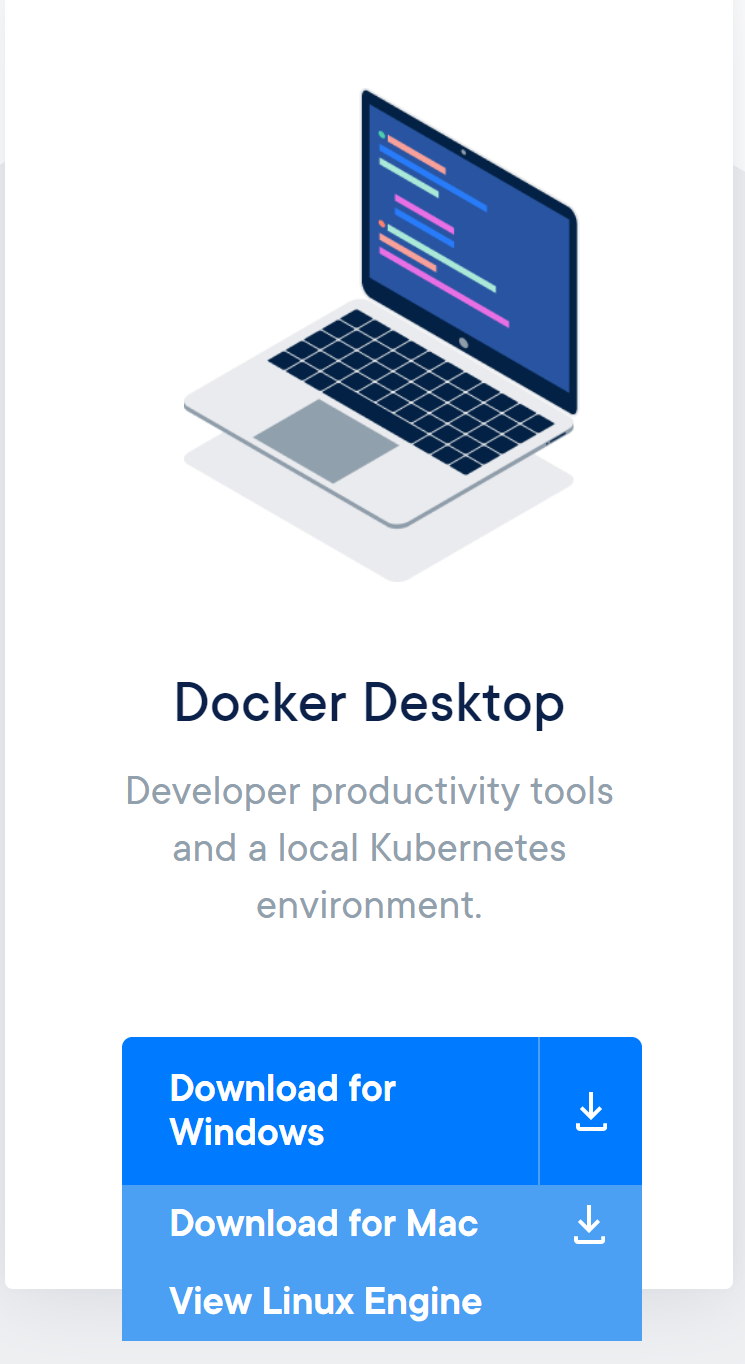 Docker Desktop
Developer productivity tools
and a local Kubernetes
environment.
Download for
Windows
Download for Mac
View Linux Engine